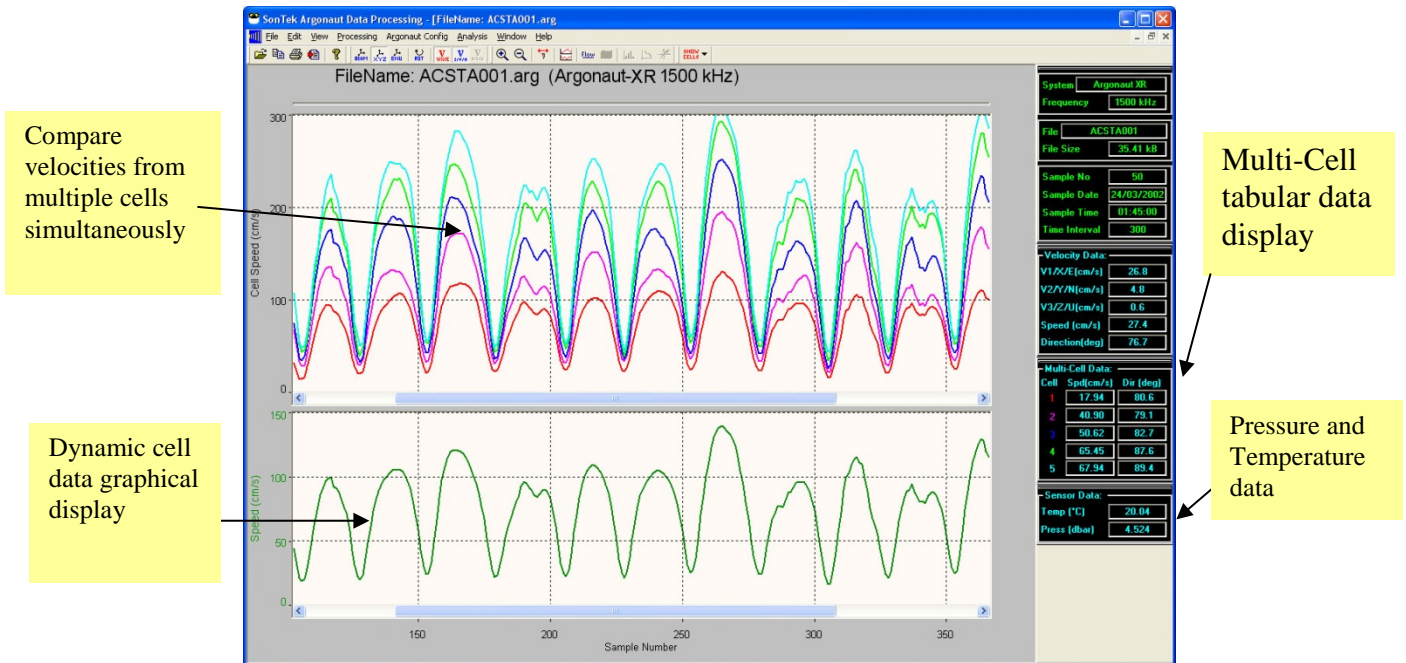 SonTek Argonaut Data Processing - [FileName: ACSTA001.arg
File Edit View Processing Argonaut Config Analysis Window Help
BEAM XYZ ENU
SHOW CELLS
Flow
FileName: ACSTA001.arg (Argonaut-XR 1500 kHz)
Compare
velocities from
multiple cells
simultaneously
Dynamic cell
data graphical
display
Cell Speed (cm/s)
300
200
100
0
Speed (cm/s)
150
100
50
0
150 200 250 300 350
Sample Number
System Argonaut XR
Frequency 1500 kHz
File ACSTA001
File Size 35.41 kB
Sample No 50
Sample Date 24/03/2002
Sample Time 01:45:00
Time Interval 300
Velocity Data:
V1/X/E(cm/s) 26.8
V2/Y/N(cm/s) 4.8
V3/Z/U(cm/s) 0.6
Speed (cm/s) 27.4
Direction(deg) 76.7
Multi-Cell Data:
Cell Spd(cm/s) Dir (deg)
1 17.94 80.6
2 40.90 79.1
3 50.62 82.7
4 65.45 87.6
5 67.94 89.4
Sensor Data:
Temp (°C) 20.04
Press (dbar) 4.524
Multi-Cell
tabular data
display
Pressure and
Temperature
data